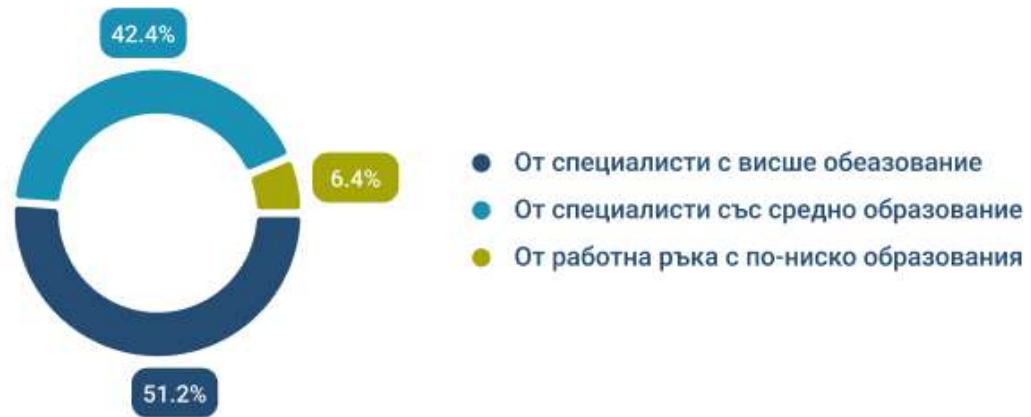 42.4%
6.4%
51.2%
От специалисти с висше обеазование
От специалисти със средно образование
От работна ръка с по-ниско образования